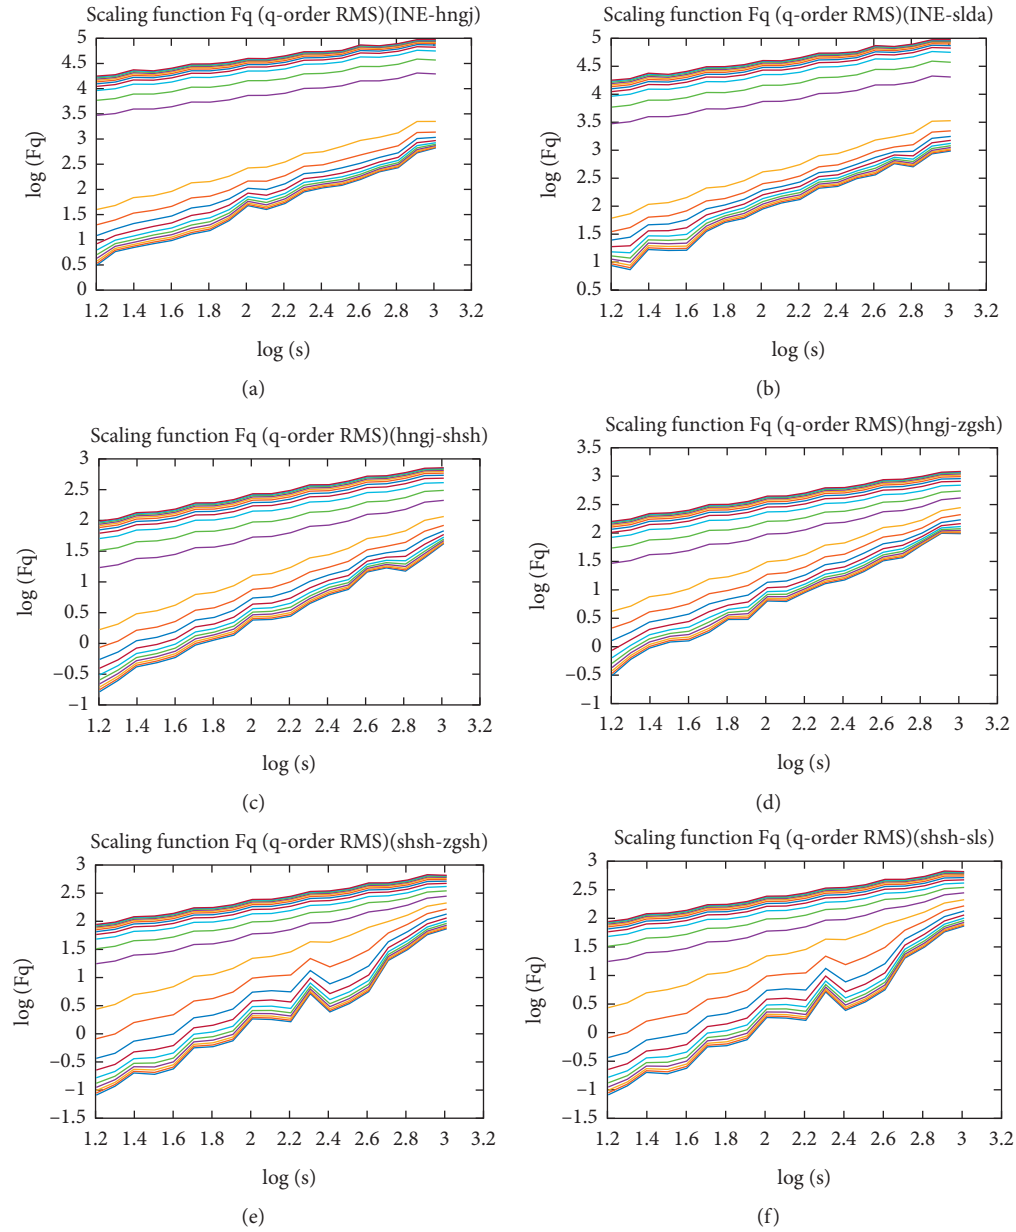 Scaling function Fq (q-order RMS)(INE-hngj)
5
4.5
4
3.5
3
2.5
2
1.5
1
0.5
0
log (Fq)
1.2 1.4 1.6 1.8 2 2.2 2.4 2.6 2.8 3 3.2
log (s)
(a)
Scaling function Fq (q-order RMS)(INE-slda)
5
4.5
4
3.5
3
2.5
2
1.5
1
0.5
log (Fq)
1.2 1.4 1.6 1.8 2 2.2 2.4 2.6 2.8 3 3.2
log (s)
(b)
Scaling function Fq (q-order RMS)(hngj-shsh)
3
2.5
2
1.5
1
0.5
0
−0.5
−1
log (Fq)
1.2 1.4 1.6 1.8 2 2.2 2.4 2.6 2.8 3 3.2
log (s)
(c)
Scaling function Fq (q-order RMS)(hngj-zgsh)
3.5
3
2.5
2
1.5
1
0.5
0
−0.5
−1
log (Fq)
1.2 1.4 1.6 1.8 2 2.2 2.4 2.6 2.8 3 3.2
log (s)
(d)
Scaling function Fq (q-order RMS)(shsh-zgsh)
3
2.5
2
1.5
1
0.5
0
−0.5
−1
−1.5
log (Fq)
1.2 1.4 1.6 1.8 2 2.2 2.4 2.6 2.8 3 3.2
log (s)
(e)
Scaling function Fq (q-order RMS)(shsh-sls)
3
2.5
2
1.5
1
0.5
0
−0.5
−1
−1.5
log (Fq)
1.2 1.4 1.6 1.8 2 2.2 2.4 2.6 2.8 3 3.2
log (s)
(f)